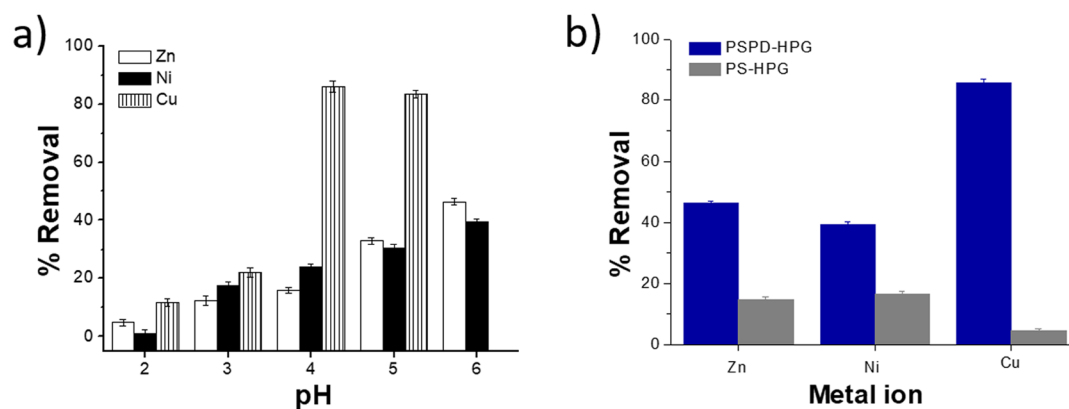 a)
100
80
60
40
20
0
% Removal
Zn
Ni
Cu
2 3 4 5 6
pH
b)
100
80
60
40
20
0
% Removal
PSPD-HPG
PS-HPG
Zn Ni Cu
Metal ion